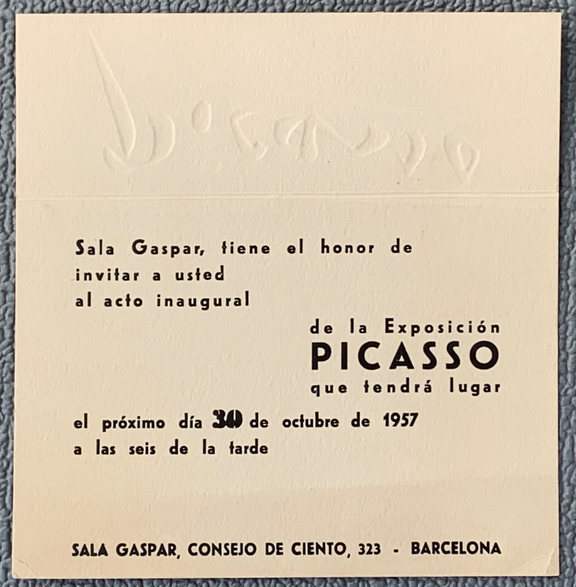 Picasso
Sala Gaspar, tiene el honor de
invitar a usted
al acto inaugural
de la Exposición
PICASSO
que tendrá lugar
el próximo día 30 de octubre de 1957
a las seis de la tarde
SALA GASPAR, CONSEJO DE CIENTO, 323 - BARCELONA